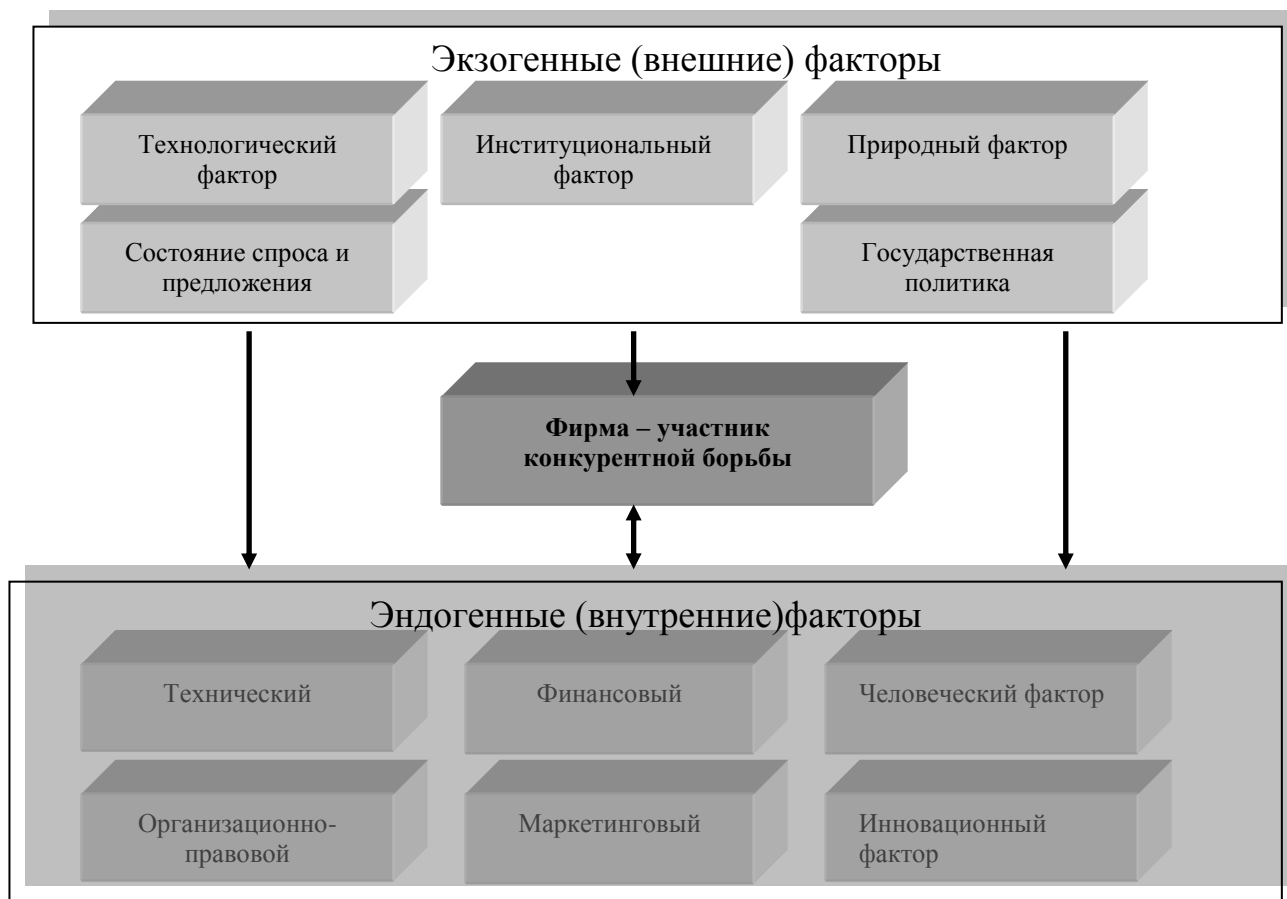 Экзогенные (внешние) факторы
Технологический
фактор
Институциональный
фактор
Природный фактор
Состояние спроса и
предложения
Государственная
политика
Фирма – участник
конкурентной борьбы
Эндогенные (внутренние)факторы
Технический
Финансовый
Человеческий фактор
Организационно-
правовой
Маркетинговый
Инновационный
фактор